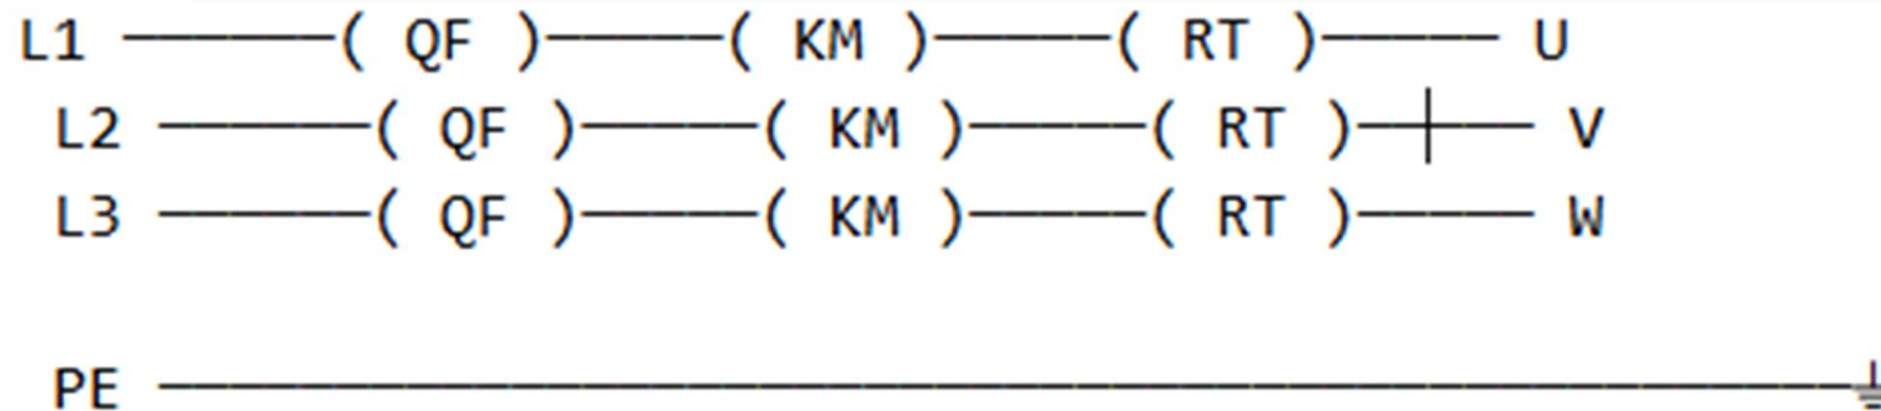 L1 ──────( QF )─────( KM )─────( RT )───── U
L2 ──────( QF )─────( KM )─────( RT )──┼── V
L3 ──────( QF )─────( KM )─────( RT )───── W
PE ────────────────────────────────────────────────⏚